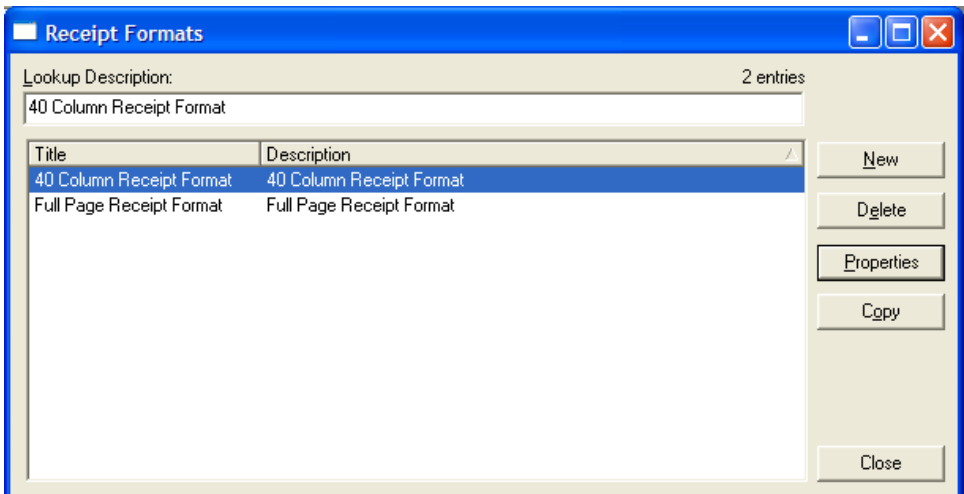 Receipt Formats
Lookup Description: 2 entries
40 Column Receipt Format
Title Description
40 Column Receipt Format 40 Column Receipt Format
Full Page Receipt Format Full Page Receipt Format
New
Delete
Properties
Copy
Close